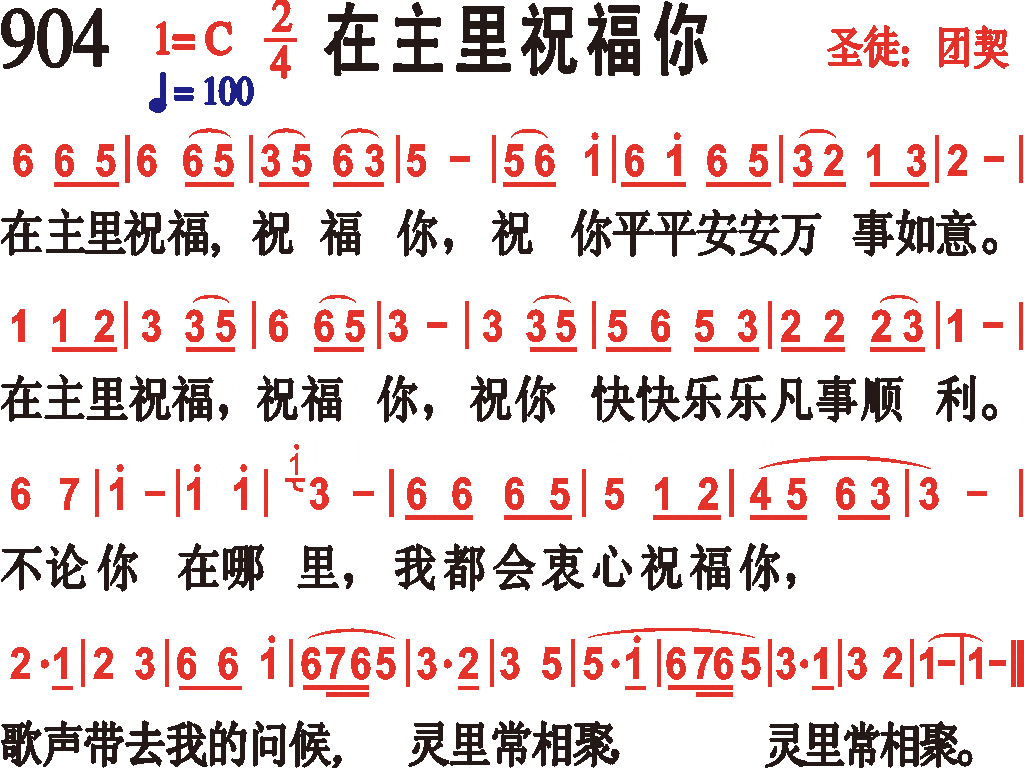 904 1=C 2/4 在主里祝福你 圣徒：团契
♩=100
6 6 5|6 6 5|3 5 6 3|5 －|5 6 i|6 i 6 5|3 2 1 3|2 －|
在主里祝福，祝 福 你，祝 你平平安安万 事如意。
1 1 2|3 3 5|6 6 5|3 －|3 3 5|5 6 5 3|2 2 2 3|1 －|
在主里祝福，祝福 你，祝你 快快乐乐凡事顺 利。
6 7|i －|i i|i 3 －|6 6 6 5|5 1 2|4 5 6 3|3 －|
不论你 在哪 里，我都会衷心祝福你，
2·1|2 3|6 6 i|6765|3·2|3 5|5·i|6 765|3·1|3 2|1－|1－‖
歌声带去我的问候， 灵里常相聚， 灵里常相聚。